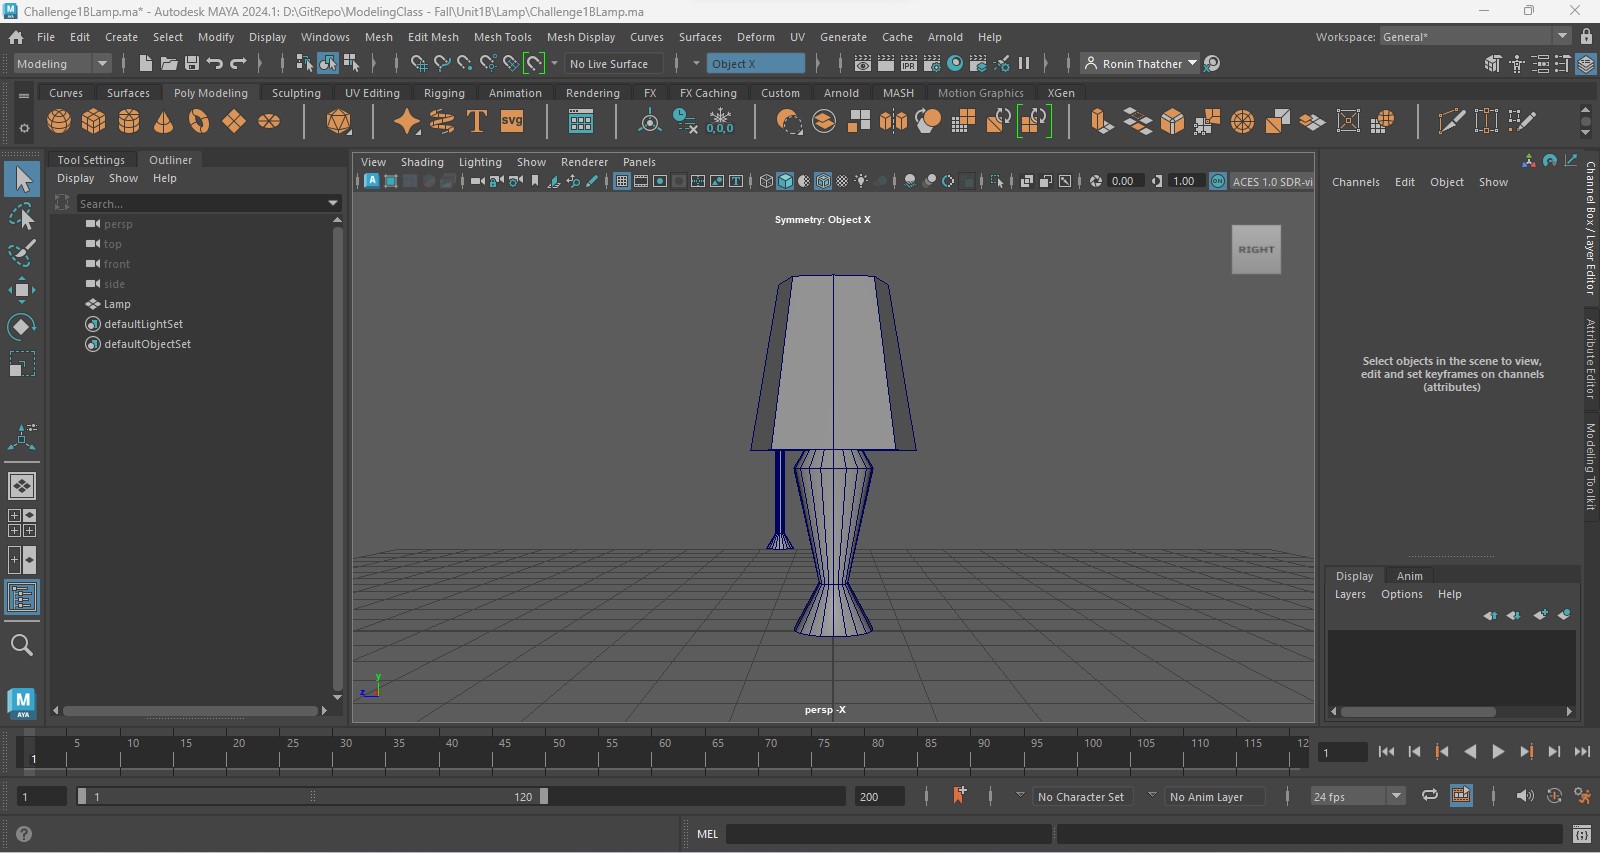 Challenge1BLamp.ma* - Autodesk MAYA 2024.1: D:\GitRepo\ModelingClass - Fall\Unit1B\Lamp\Challenge1BLamp.ma
File Edit Create Select Modify Display Windows Mesh Edit Mesh Mesh Tools Mesh Display Curves Surfaces Deform UV Generate Cache Arnold Help Workspace: General*
Modeling No Live Surface Object X IPR Ronin Thatcher
Curves Surfaces Poly Modeling Sculpting UV Editing Rigging Animation Rendering FX FX Caching Custom Arnold MASH Motion Graphics XGen
T SVG 0,0,0
Tool Settings Outliner
Display Show Help
Search...
persp
top
front
side
Lamp
defaultLightSet
defaultObjectSet
View Shading Lighting Show Renderer Panels
0.00 1.00 ON ACES 1.0 SDR-vi
Symmetry: Object X
RIGHT
y
z
persp -X
Channels Edit Object Show
Select objects in the scene to view,
edit and set keyframes on channels
(attributes)
Display Anim
Layers Options Help
Channel Box / Layer Editor
Attribute Editor
Modeling Toolkit
M
AYA
5 10 15 20 25 30 35 40 45 50 55 60 65 70 75 80 85 90 95 100 105 110 115 12
1 1
1 1 120 200 No Character Set No Anim Layer 24 fps
MEL